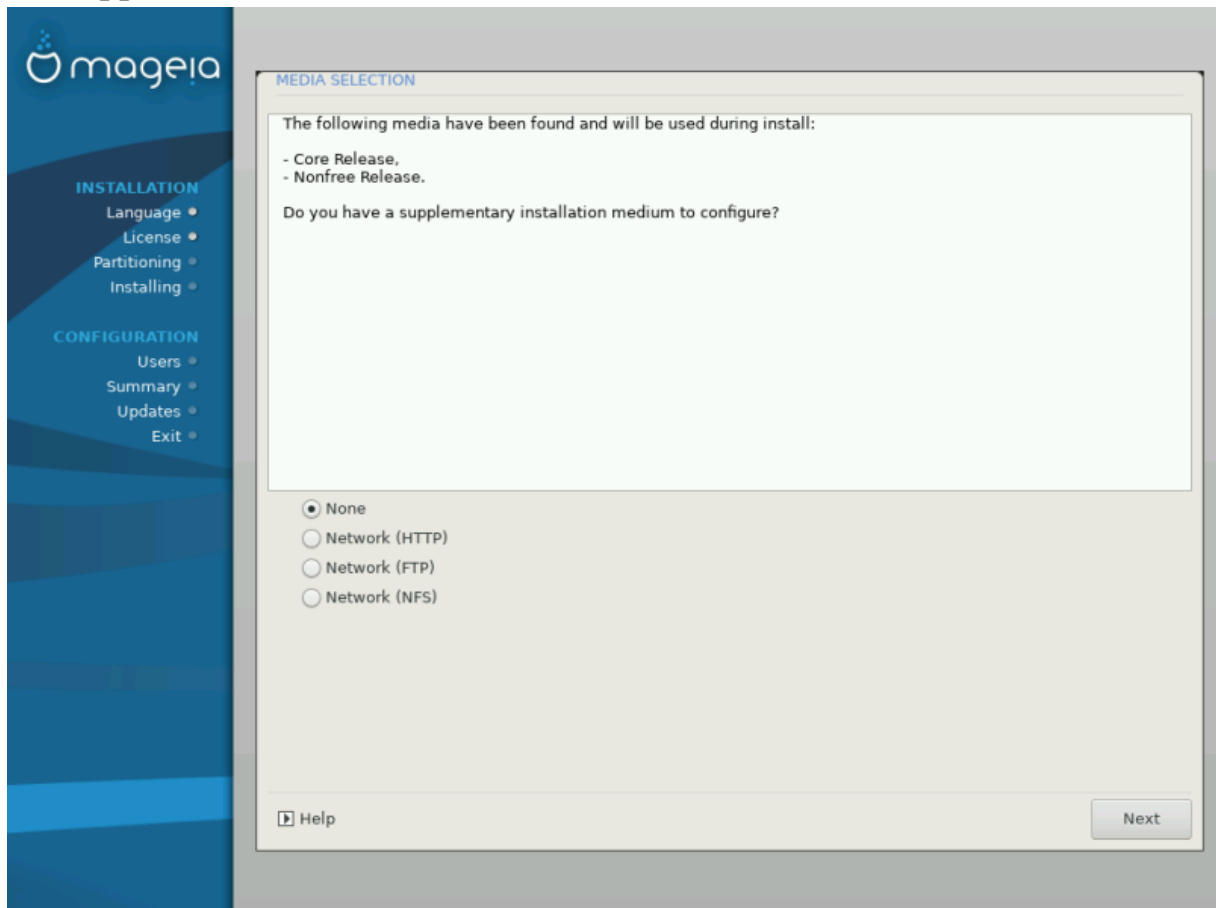 mageia
INSTALLATION
Language
License
Partitioning
Installing
CONFIGURATION
Users
Summary
Updates
Exit
MEDIA SELECTION
The following media have been found and will be used during install:
- Core Release,
- Nonfree Release.
Do you have a supplementary installation medium to configure?
None
Network (HTTP)
Network (FTP)
Network (NFS)
Help
Next